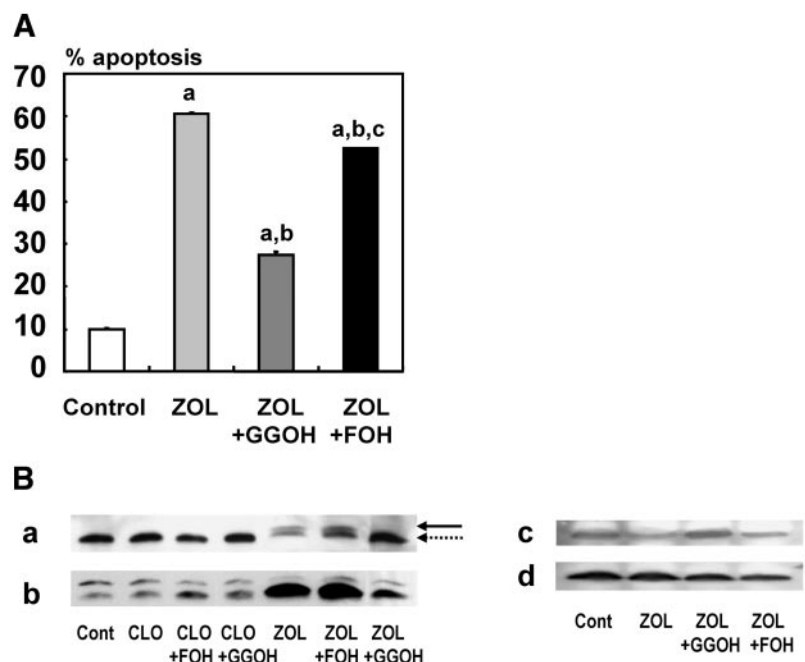 A
% apoptosis
70
60
50
40
30
20
10
0
a
a,b
a,b,c
Control ZOL ZOL +GGOH ZOL +FOH
B
a
b
Cont CLO CLO +FOH CLO +GGOH ZOL ZOL +FOH ZOL +GGOH
c
d
Cont ZOL ZOL +GGOH ZOL +FOH